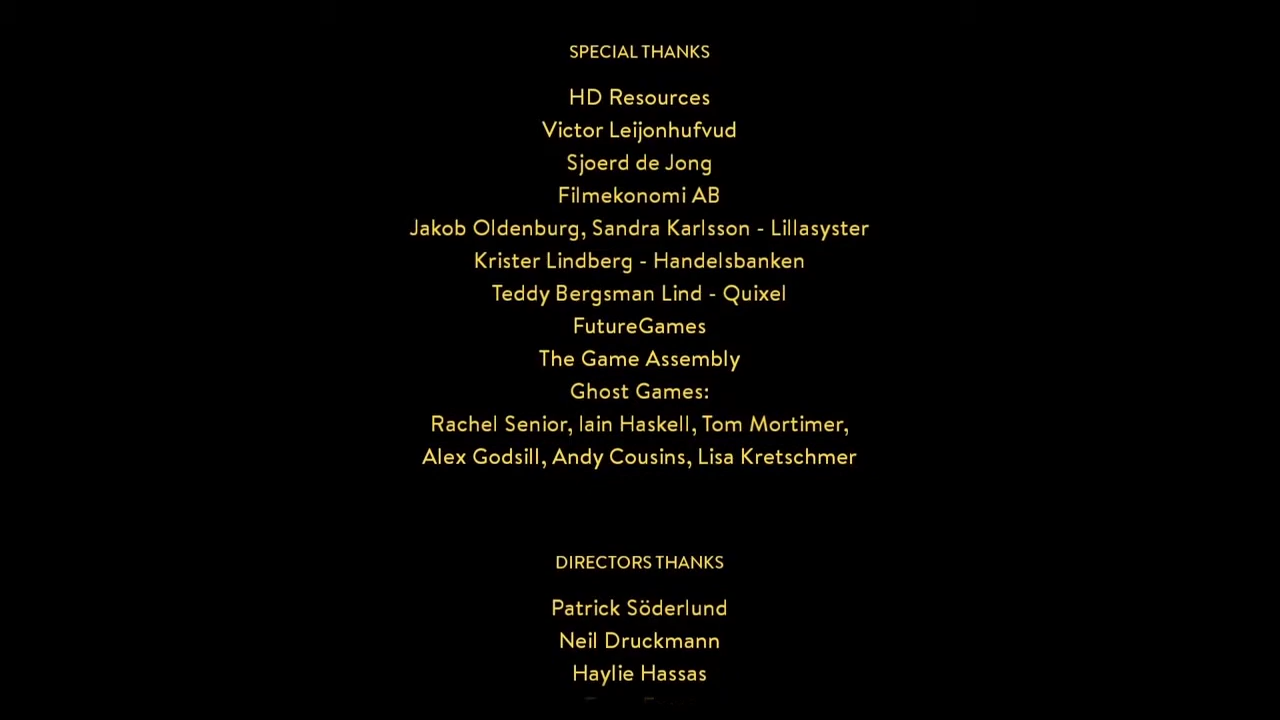 SPECIAL THANKS
HD Resources
Victor Leijonhufvud
Sjoerd de Jong
Filmekonomi AB
Jakob Oldenburg, Sandra Karlsson - Lillasyster
Krister Lindberg - Handelsbanken
Teddy Bergsman Lind - Quixel
FutureGames
The Game Assembly
Ghost Games:
Rachel Senior, Iain Haskell, Tom Mortimer,
Alex Godsill, Andy Cousins, Lisa Kretschmer
DIRECTORS THANKS
Patrick Söderlund
Neil Druckmann
Haylie Hassas